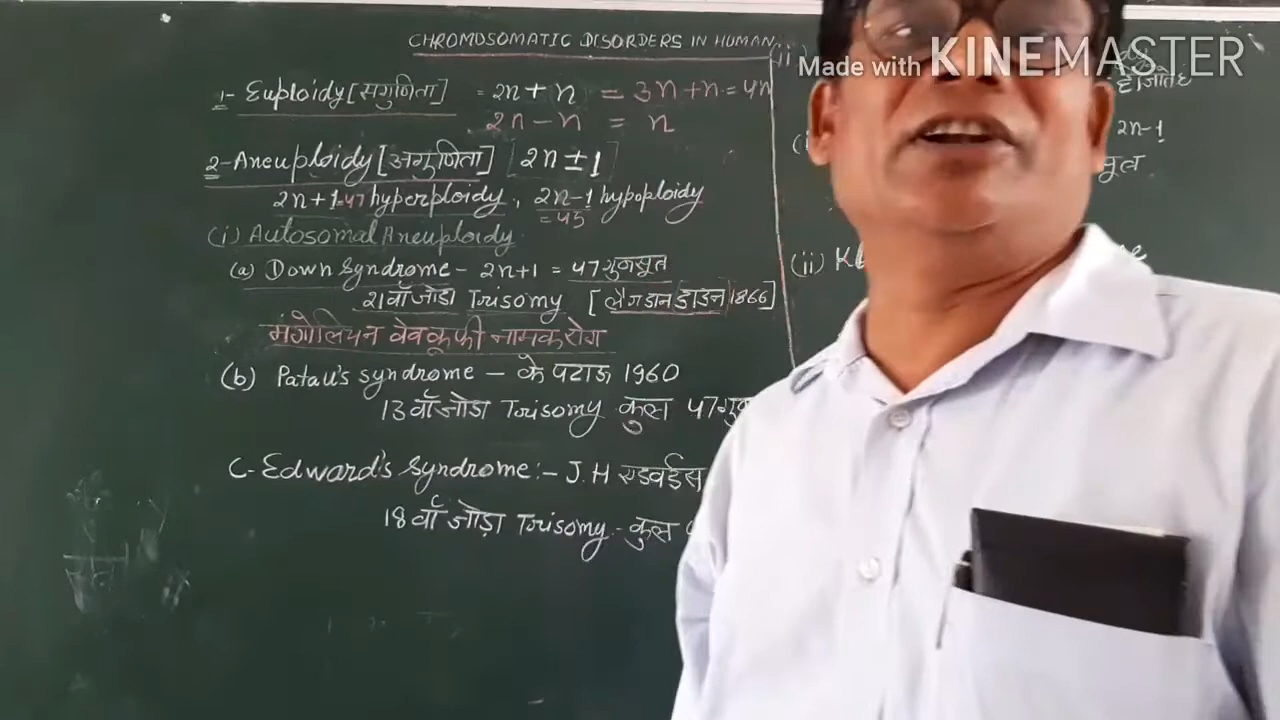 CHROMOSOMATIC DISORDERS IN HUMAN
1- Euploidy [सगुणिता] = 2n + n = 3n + n = 4n
2n - n = n
2- Aneuploidy [अगुणिता] [2n ± 1]
2n+1=47 hyperploidy, 2n-1 hypoploidy
=45
(i) Autosomal Aneuploidy
(a) Down Syndrome - 2n+1 = 47 गुणसूत्र
21वाँ जोडा Trisomy [लैंगडान डाउन 1866]
मंगोलियन बेवकूफी नामक रोग
(b) Patau's syndrome - के पटाऊ 1960
13वाँ जोडा Trisomy कुल 47
C- Edward's Syndrome:- J.H एडवर्ड्स
18वाँ जोड़ा Trisomy - कुल
(ii)
हो जाते है
2n-1
(ii)
Made with KINEMASTER